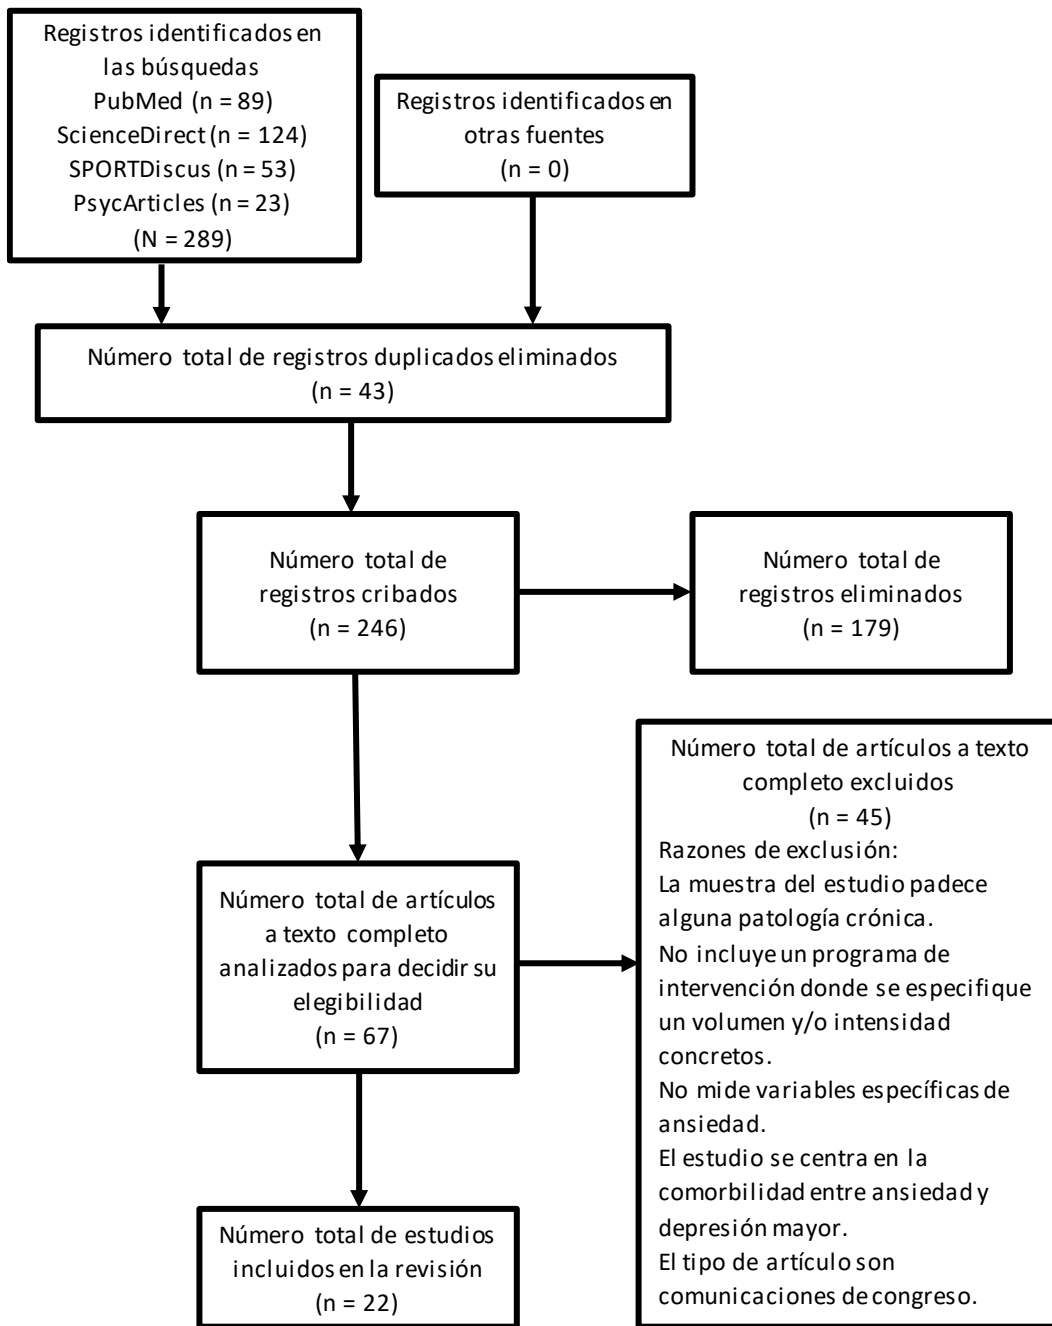 Registros identificados en
las búsquedas
PubMed (n = 89)
ScienceDirect (n = 124)
SPORTDiscus (n = 53)
PsycArticles (n = 23)
(N = 289)
Registros identificados en
otras fuentes
(n = 0)
Número total de registros duplicados eliminados
(n = 43)
Número total de
registros cribados
(n = 246)
Número total de
registros eliminados
(n = 179)
Número total de artículos
a texto completo
analizados para decidir su
elegibilidad
(n = 67)
Número total de artículos a texto
completo excluidos
(n = 45)
Razones de exclusión:
La muestra del estudio padece
alguna patología crónica.
No incluye un programa de
intervención donde se especifique
un volumen y/o intensidad
concretos.
No mide variables específicas de
ansiedad.
El estudio se centra en la
comorbilidad entre ansiedad y
depresión mayor.
El tipo de artículo son
comunicaciones de congreso.
Número total de estudios
incluidos en la revisión
(n = 22)